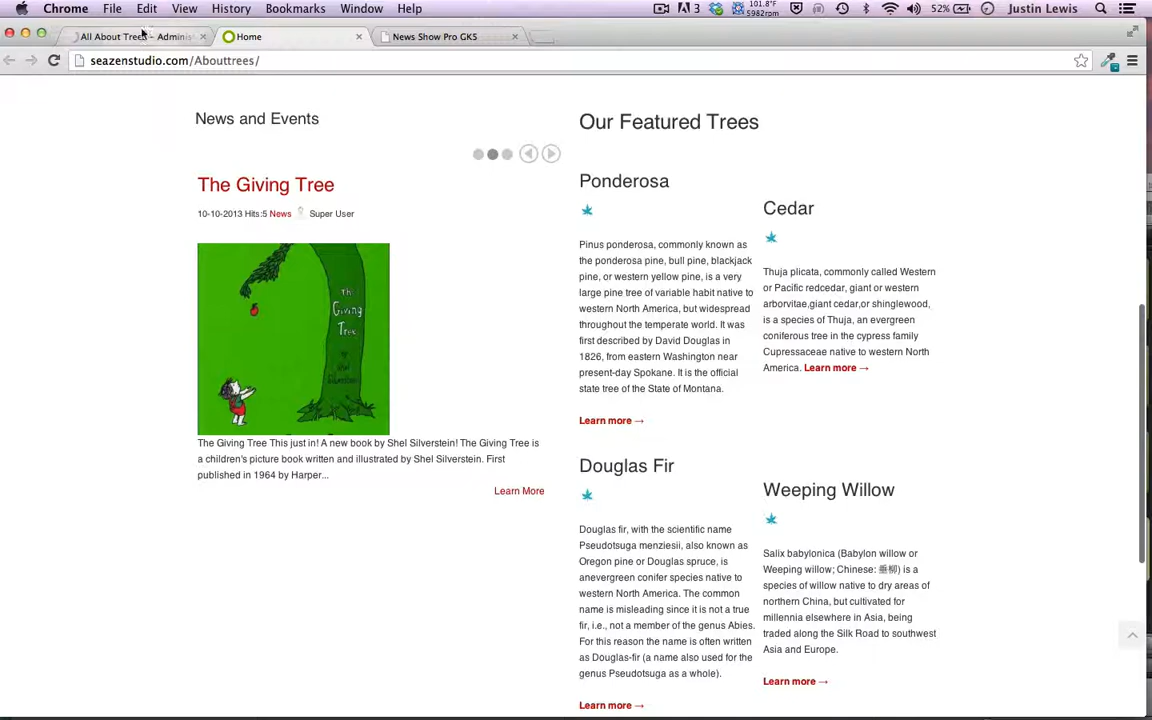 Chrome File Edit View History Bookmarks Window Help 3 101.8°F 5982rpm 52% Justin Lewis
All About Trees - Adminis Home News Show Pro GK5
seazenstudio.com/Abouttrees/
News and Events
The Giving Tree
10-10-2013 Hits:5 News Super User
The Giving Tree
Shel Silverstein
The Giving Tree This just in! A new book by Shel Silverstein! The Giving Tree is
a children's picture book written and illustrated by Shel Silverstein. First
published in 1964 by Harper...
Learn More
Our Featured Trees
Ponderosa
Pinus ponderosa, commonly known as
the ponderosa pine, bull pine, blackjack
pine, or western yellow pine, is a very
large pine tree of variable habit native to
western North America, but widespread
throughout the temperate world. It was
first described by David Douglas in
1826, from eastern Washington near
present-day Spokane. It is the official
state tree of the State of Montana.
Learn more →
Cedar
Thuja plicata, commonly called Western
or Pacific redcedar, giant or western
arborvitae,giant cedar,or shinglewood,
is a species of Thuja, an evergreen
coniferous tree in the cypress family
Cupressaceae native to western North
America. Learn more →
Douglas Fir
Douglas fir, with the scientific name
Pseudotsuga menziesii, also known as
Oregon pine or Douglas spruce, is
anevergreen conifer species native to
western North America. The common
name is misleading since it is not a true
fir, i.e., not a member of the genus Abies.
For this reason the name is often written
as Douglas-fir (a name also used for the
genus Pseudotsuga as a whole).
Learn more →
Weeping Willow
Salix babylonica (Babylon willow or
Weeping willow; Chinese: 垂柳) is a
species of willow native to dry areas of
northern China, but cultivated for
millennia elsewhere in Asia, being
traded along the Silk Road to southwest
Asia and Europe.
Learn more →